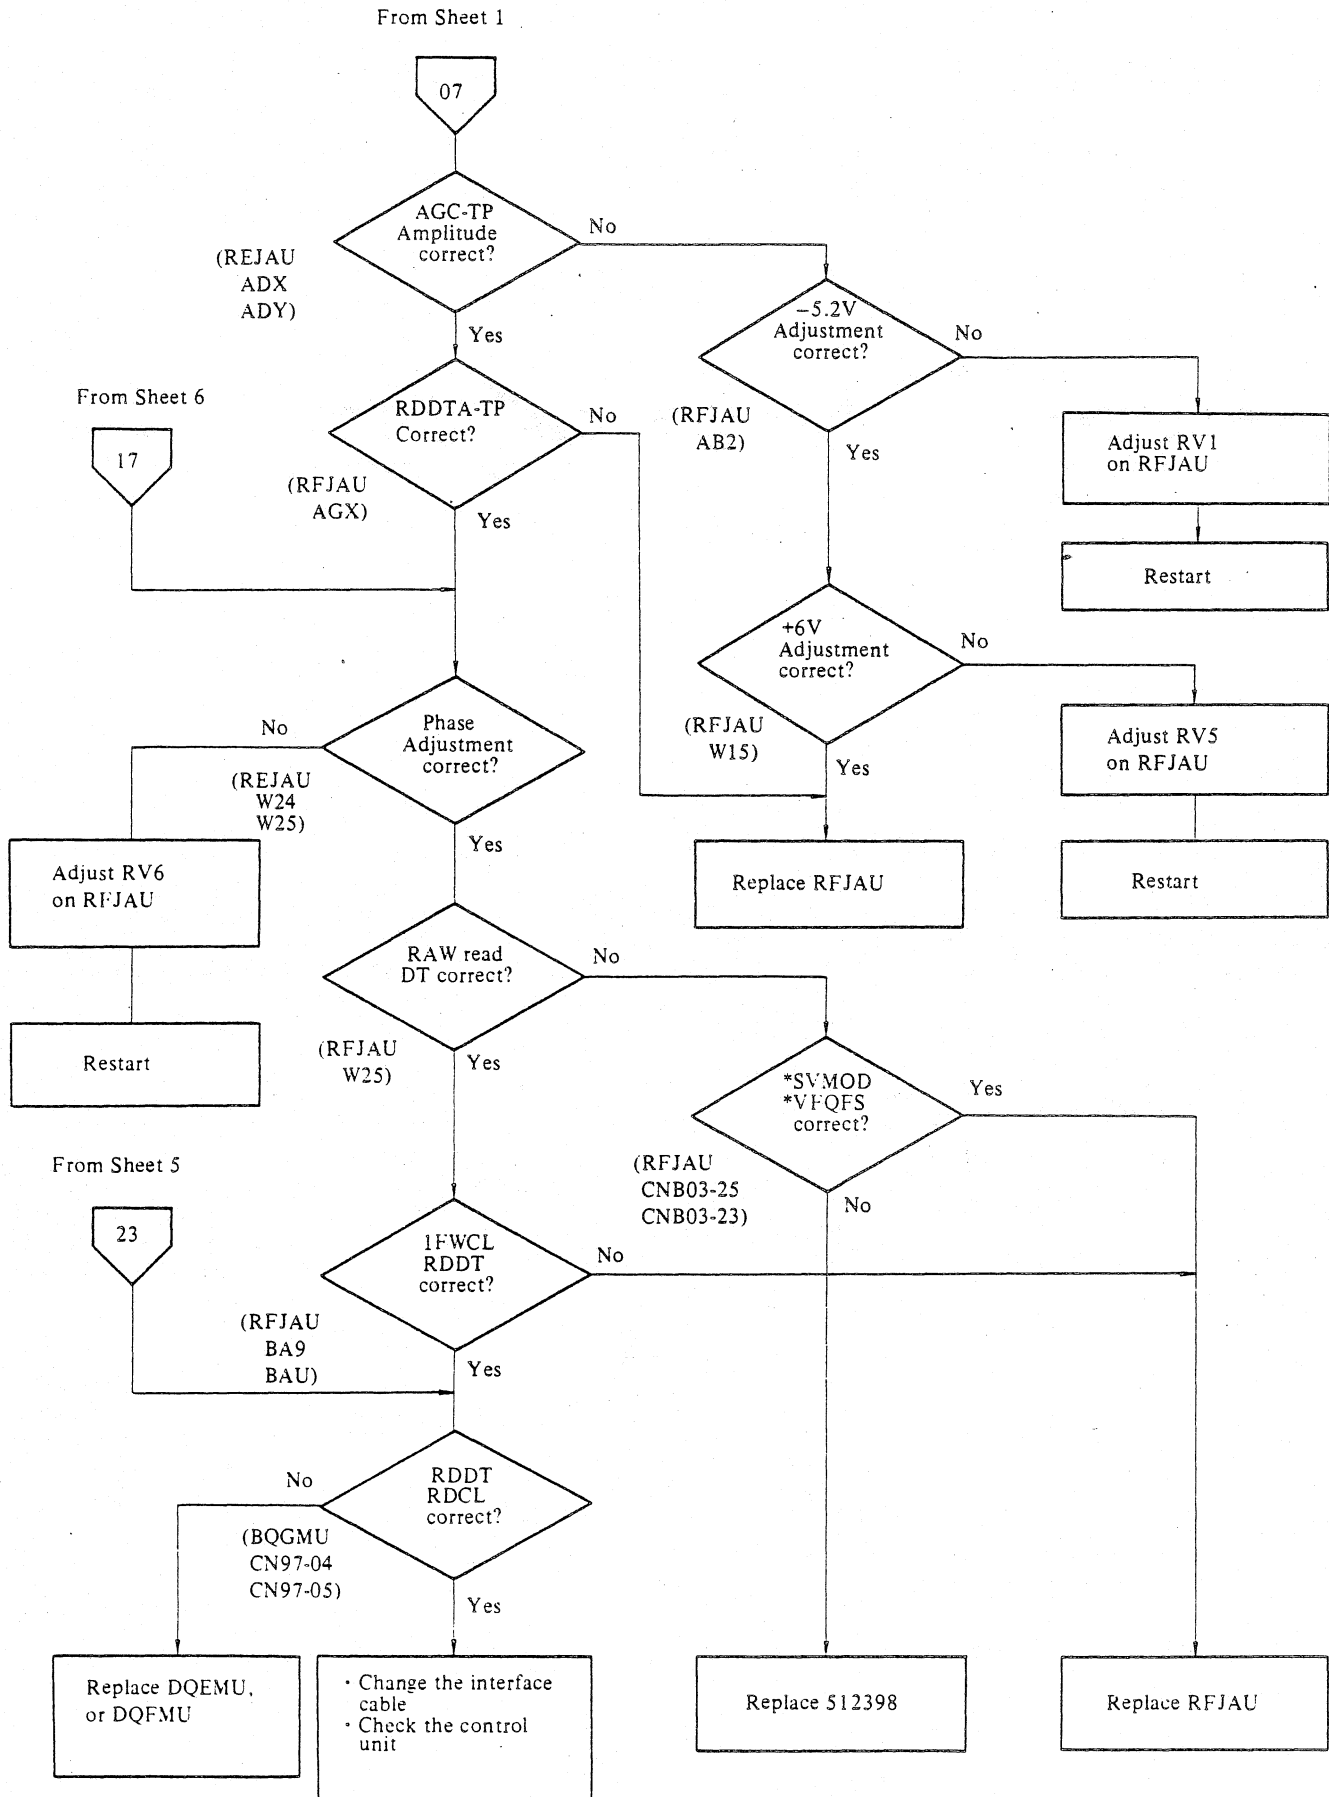 From Sheet 1
07
AGC-TP
Amplitude
correct?
No
(REJAU
ADX
ADY)
Yes
−5.2V
Adjustment
correct?
No
(RFJAU
AB2)
Yes
Adjust RV1
on RFJAU
Restart
From Sheet 6
17
RDDTA-TP
Correct?
No
(RFJAU
AGX)
Yes
+6V
Adjustment
correct?
No
(RFJAU
W15)
Yes
Adjust RV5
on RFJAU
Restart
Replace RFJAU
Phase
Adjustment
correct?
No
(REJAU
W24
W25)
Yes
Adjust RV6
on RFJAU
Restart
RAW read
DT correct?
No
(RFJAU
W25)
Yes
*SVMOD
*VFQFS
correct?
Yes
(RFJAU
CNB03-25
CNB03-23)
No
From Sheet 5
23
1FWCL
RDDT
correct?
No
(RFJAU
BA9
BAU)
Yes
RDDT
RDCL
correct?
No
(BQGMU
CN97-04
CN97-05)
Yes
Replace DQEMU,
or DQFMU
· Change the interface
cable
· Check the control
unit
Replace 512398
Replace RFJAU